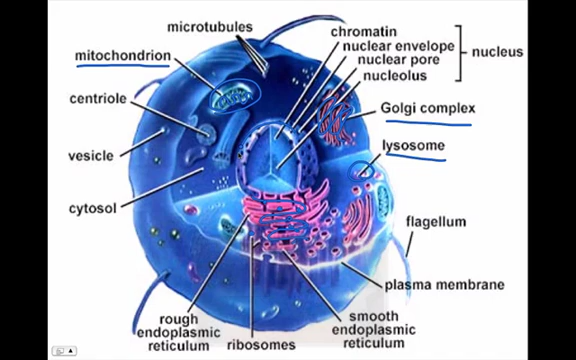 microtubules
mitochondrion
centriole
vesicle
cytosol
chromatin
nuclear envelope
nuclear pore
nucleolus
nucleus
Golgi complex
lysosome
flagellum
plasma membrane
rough
endoplasmic
reticulum
ribosomes
smooth
endoplasmic
reticulum